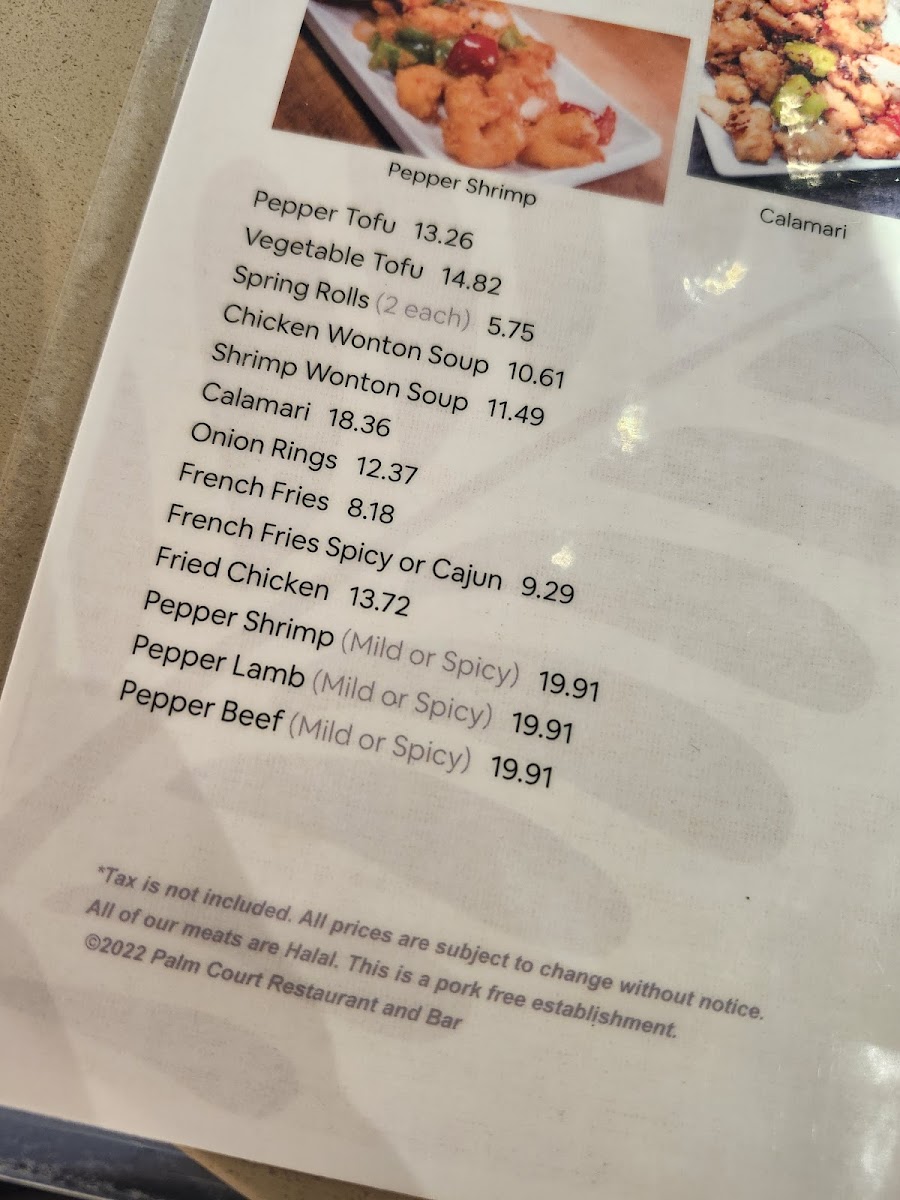 Pepper Shrimp
Calamari
Pepper Tofu 13.26
Vegetable Tofu 14.82
Spring Rolls (2 each) 5.75
Chicken Wonton Soup 10.61
Shrimp Wonton Soup 11.49
Calamari 18.36
Onion Rings 12.37
French Fries 8.18
French Fries Spicy or Cajun 9.29
Fried Chicken 13.72
Pepper Shrimp (Mild or Spicy) 19.91
Pepper Lamb (Mild or Spicy) 19.91
Pepper Beef (Mild or Spicy) 19.91
*Tax is not included. All prices are subject to change without notice.
All of our meats are Halal. This is a pork free establishment.
©2022 Palm Court Restaurant and Bar